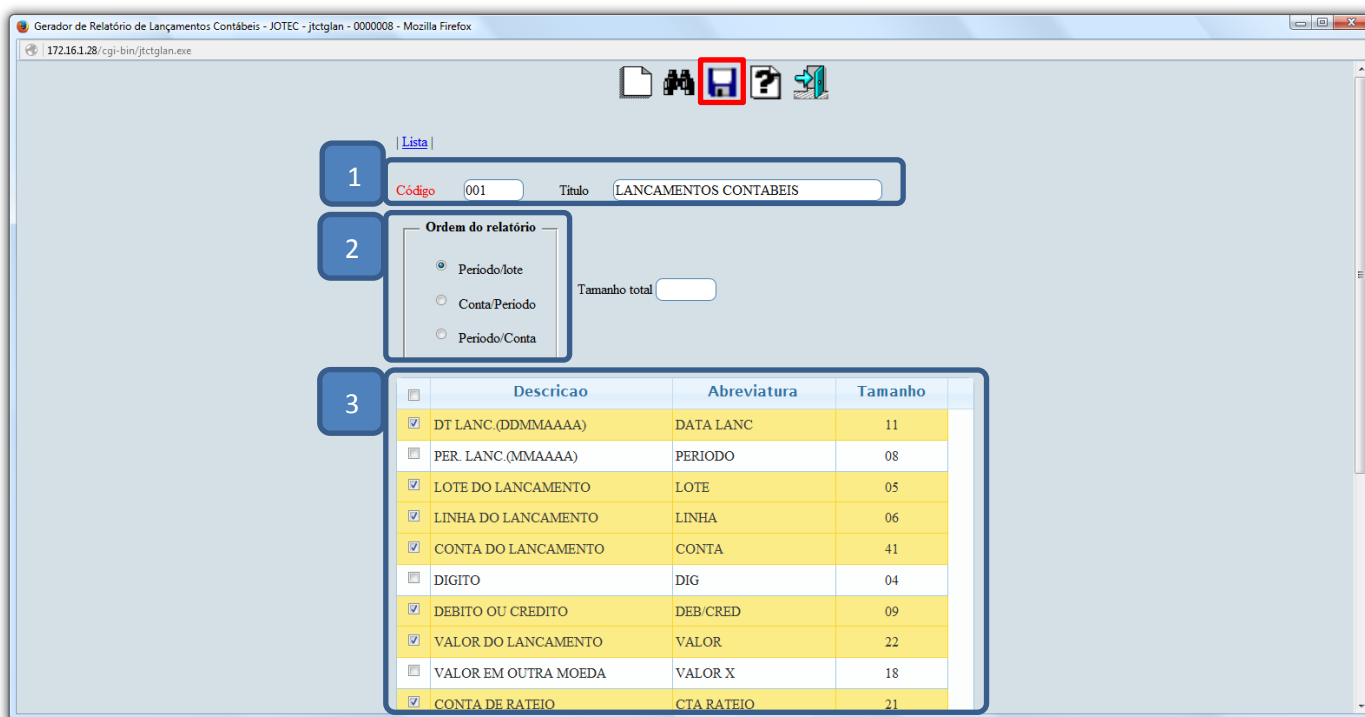 Gerador de Relatório de Lançamentos Contábeis - JOTEC - jtctglan - 0000008 - Mozilla Firefox
172.16.1.28/cgi-bin/jtctglan.exe
| Lista |
1
Código 001 Titulo LANCAMENTOS CONTABEIS
2
Ordem do relatório
Periodo/lote
Tamanho total
Conta/Periodo
Periodo/Conta
3
Descricao Abreviatura Tamanho
DT LANC.(DDMMAAAA) DATA LANC 11
PER. LANC.(MMAAAA) PERIODO 08
LOTE DO LANCAMENTO LOTE 05
LINHA DO LANCAMENTO LINHA 06
CONTA DO LANCAMENTO CONTA 41
DIGITO DIG 04
DEBITO OU CREDITO DEB/CRED 09
VALOR DO LANCAMENTO VALOR 22
VALOR EM OUTRA MOEDA VALOR X 18
CONTA DE RATEIO CTA RATEIO 21